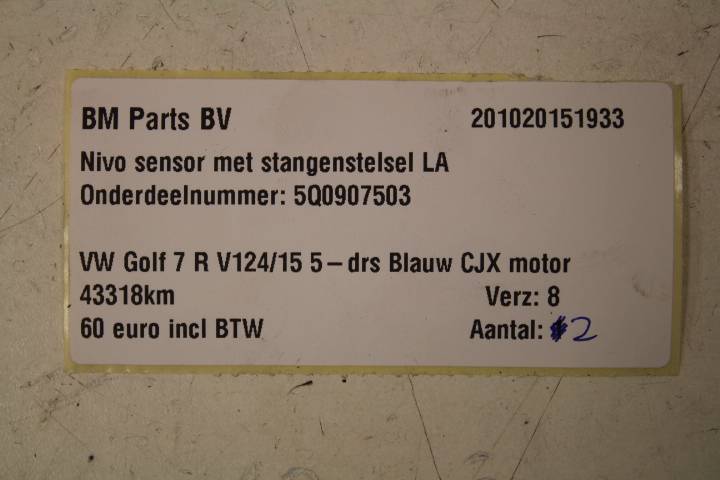 BM Parts BV 201020151933
Nivo sensor met stangenstelsel LA
Onderdeelnummer: 5Q0907503
VW Golf 7 R V124/15 5-drs Blauw CJX motor
43318km Verz: 8
60 euro incl BTW Aantal: 2